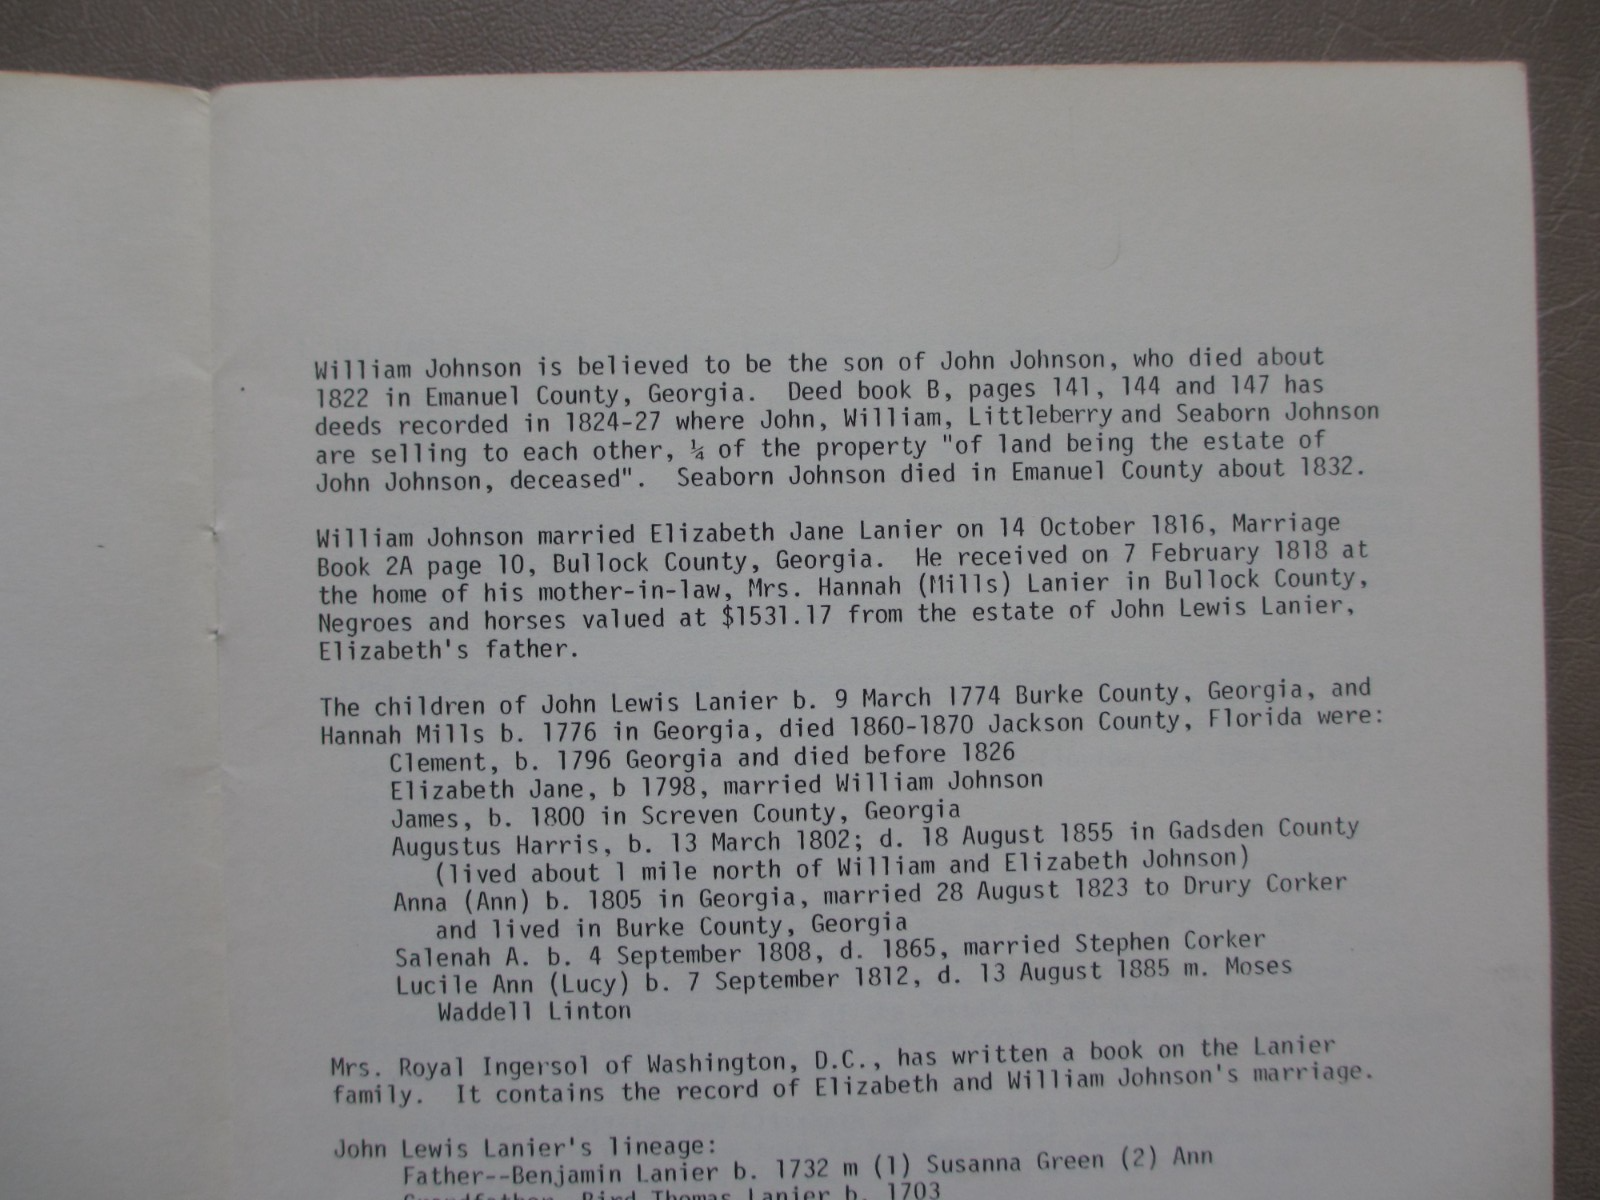 William Johnson is believed to be the son of John Johnson, who died about
1822 in Emanuel County, Georgia.  Deed book B, pages 141, 144 and 147 has
deeds recorded in 1824-27 where John, William, Littleberry and Seaborn Johnson
are selling to each other, ¼ of the property "of land being the estate of
John Johnson, deceased".  Seaborn Johnson died in Emanuel County about 1832.
William Johnson married Elizabeth Jane Lanier on 14 October 1816, Marriage
Book 2A page 10, Bullock County, Georgia.  He received on 7 February 1818 at
the home of his mother-in-law, Mrs. Hannah (Mills) Lanier in Bullock County,
Negroes and horses valued at $1531.17 from the estate of John Lewis Lanier,
Elizabeth's father.
The children of John Lewis Lanier b. 9 March 1774 Burke County, Georgia, and
Hannah Mills b. 1776 in Georgia, died 1860-1870 Jackson County, Florida were:
Clement, b. 1796 Georgia and died before 1826
Elizabeth Jane, b 1798, married William Johnson
James, b. 1800 in Screven County, Georgia
Augustus Harris, b. 13 March 1802; d. 18 August 1855 in Gadsden County
(lived about 1 mile north of William and Elizabeth Johnson)
Anna (Ann) b. 1805 in Georgia, married 28 August 1823 to Drury Corker
and lived in Burke County, Georgia
Salenah A. b. 4 September 1808, d. 1865, married Stephen Corker
Lucile Ann (Lucy) b. 7 September 1812, d. 13 August 1885 m. Moses
Waddell Linton
Mrs. Royal Ingersol of Washington, D.C., has written a book on the Lanier
family.  It contains the record of Elizabeth and William Johnson's marriage.
John Lewis Lanier's lineage:
Father--Benjamin Lanier b. 1732 m (1) Susanna Green (2) Ann
Grandfather Bird Thomas Lanier b. 1703